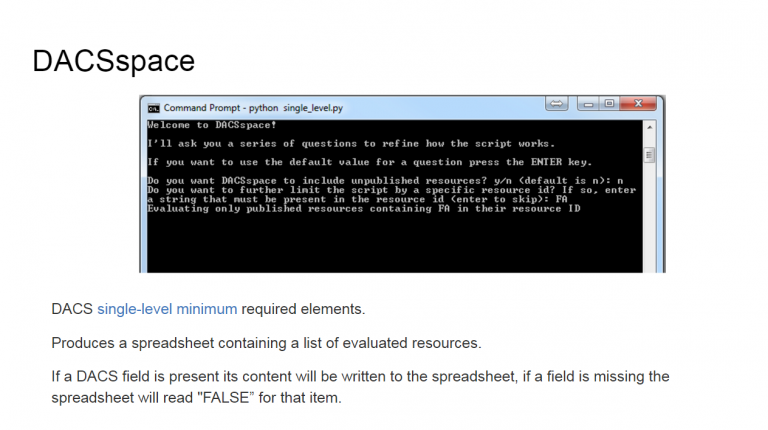 DACSspace
Command Prompt - python single_level.py
Welcome to DACSspace!
I'll ask you a series of questions to refine how the script works.
If you want to use the default value for a question press the ENTER key.
Do you want DACSspace to include unpublished resources? y/n (default is n): n
Do you want to further limit the script by a specific resource id? If so, enter
a string that must be present in the resource id (enter to skip): FA
Evaluating only published resources containing FA in their resource ID
DACS single-level minimum required elements.
Produces a spreadsheet containing a list of evaluated resources.
If a DACS field is present its content will be written to the spreadsheet, if a field is missing the
spreadsheet will read "FALSE” for that item.